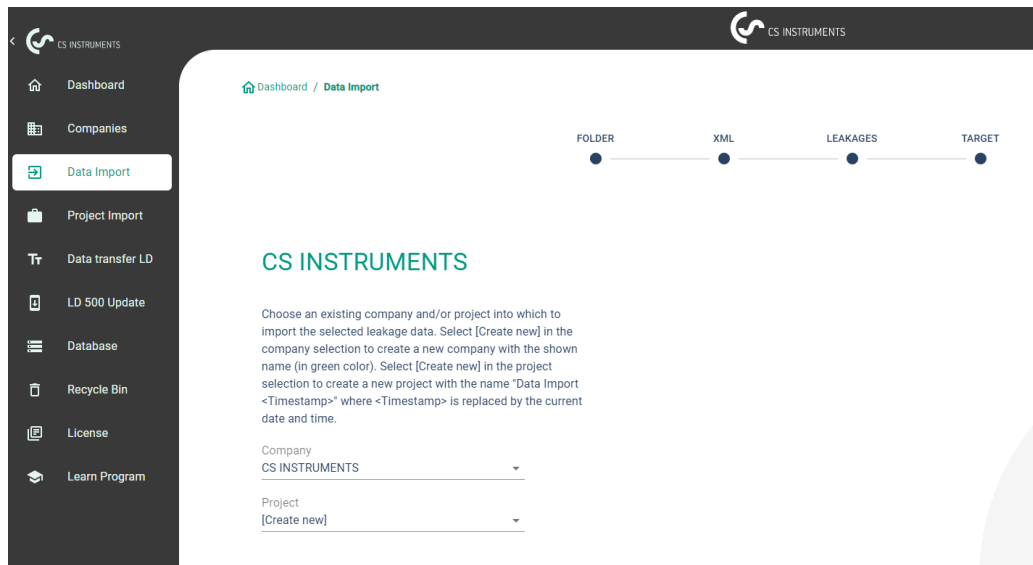 CS INSTRUMENTS
CS INSTRUMENTS
Dashboard
Companies
Data Import
Project Import
Data transfer LD
LD 500 Update
Database
Recycle Bin
License
Learn Program
Dashboard / Data Import
FOLDER XML LEAKAGES TARGET
CS INSTRUMENTS
Choose an existing company and/or project into which to
import the selected leakage data. Select [Create new] in the
company selection to create a new company with the shown
name (in green color). Select [Create new] in the project
selection to create a new project with the name "Data Import
<Timestamp>" where <Timestamp> is replaced by the current
date and time.
Company
CS INSTRUMENTS
Project
[Create new]